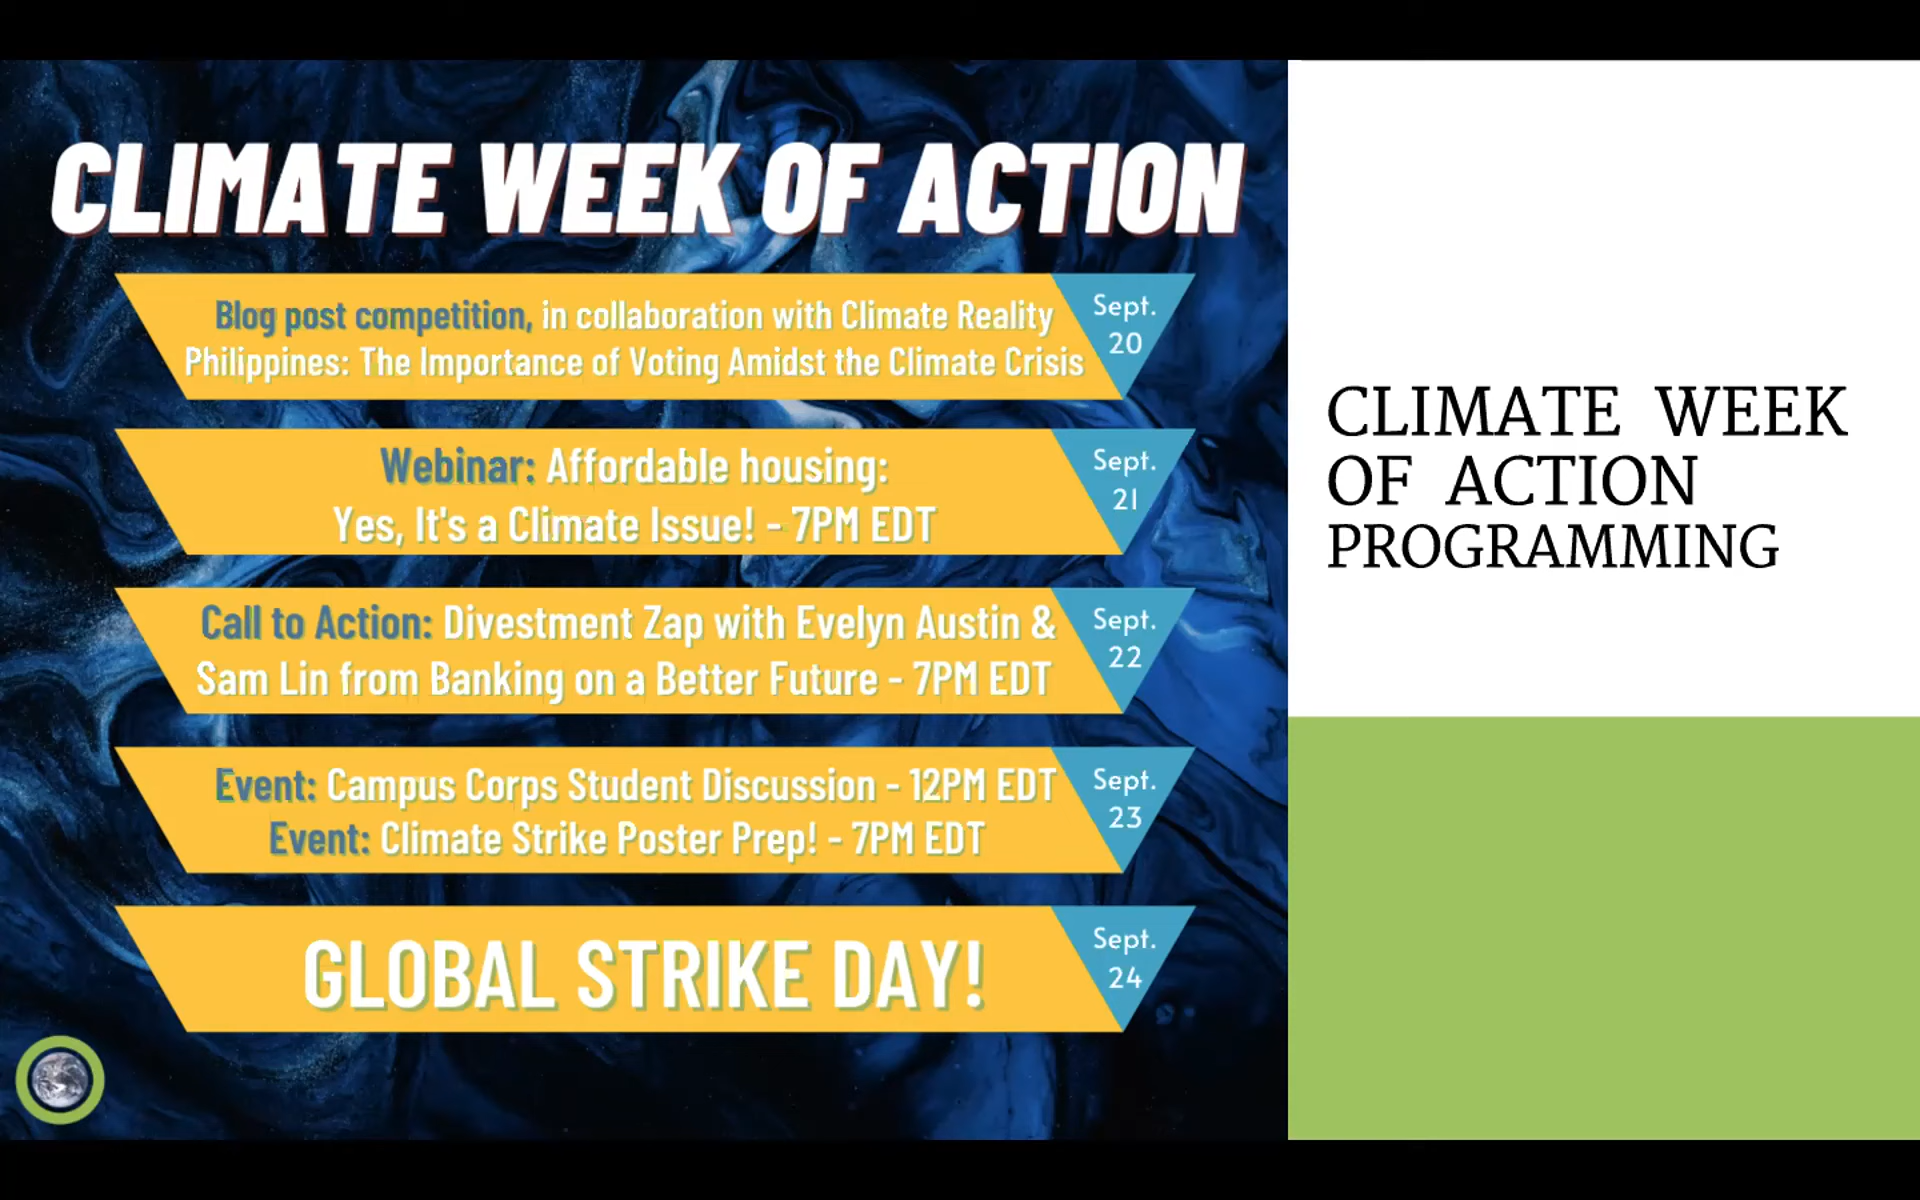 CLIMATE WEEK OF ACTION
Blog post competition, in collaboration with Climate Reality
Philippines: The Importance of Voting Amidst the Climate Crisis
Sept.
20
Webinar: Affordable housing:
Yes, It's a Climate Issue! - 7PM EDT
Sept.
21
Call to Action: Divestment Zap with Evelyn Austin &
Sam Lin from Banking on a Better Future - 7PM EDT
Sept.
22
Event: Campus Corps Student Discussion - 12PM EDT
Event: Climate Strike Poster Prep! - 7PM EDT
Sept.
23
GLOBAL STRIKE DAY!
Sept.
24
CLIMATE WEEK
OF ACTION
PROGRAMMING